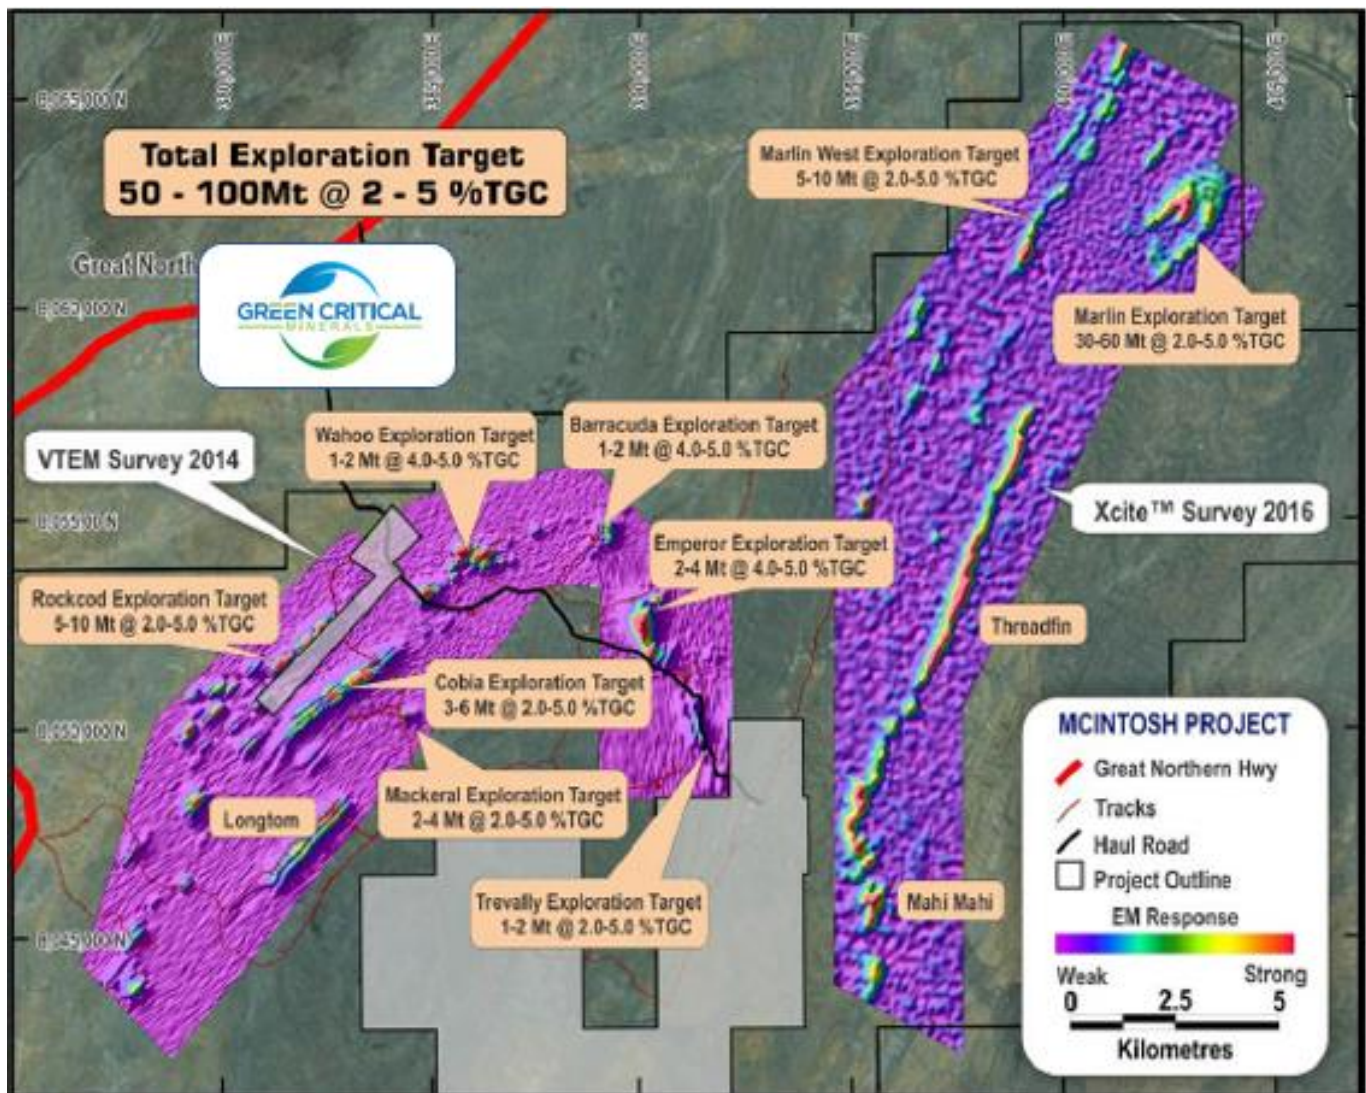 8,065,000 N
Total Exploration Target
50 - 100Mt @ 2 - 5 %TGC
Marlin West Exploration Target
5-10 Mt @ 2.0-5.0 %TGC
Great North
GREEN CRITICAL
MINERALS
Marlin Exploration Target
30-60 Mt @ 2.0-5.0 %TGC
Wahoo Exploration Target
1-2 Mt @ 4.0-5.0 %TGC
Barracuda Exploration Target
1-2 Mt @ 4.0-5.0 %TGC
VTEM Survey 2014
Xcite™ Survey 2016
Emperor Exploration Target
2-4 Mt @ 4.0-5.0 %TGC
Rockcod Exploration Target
5-10 Mt @ 2.0-5.0 %TGC
Threadfin
Cobia Exploration Target
3-6 Mt @ 2.0-5.0 %TGC
Mackeral Exploration Target
2-4 Mt @ 2.0-5.0 %TGC
Longtom
Trevally Exploration Target
1-2 Mt @ 2.0-5.0 %TGC
Mahi Mahi
8,045,000 N
MCINTOSH PROJECT
Great Northern Hwy
Tracks
Haul Road
Project Outline
EM Response
Weak Strong
0 2.5 5
Kilometres